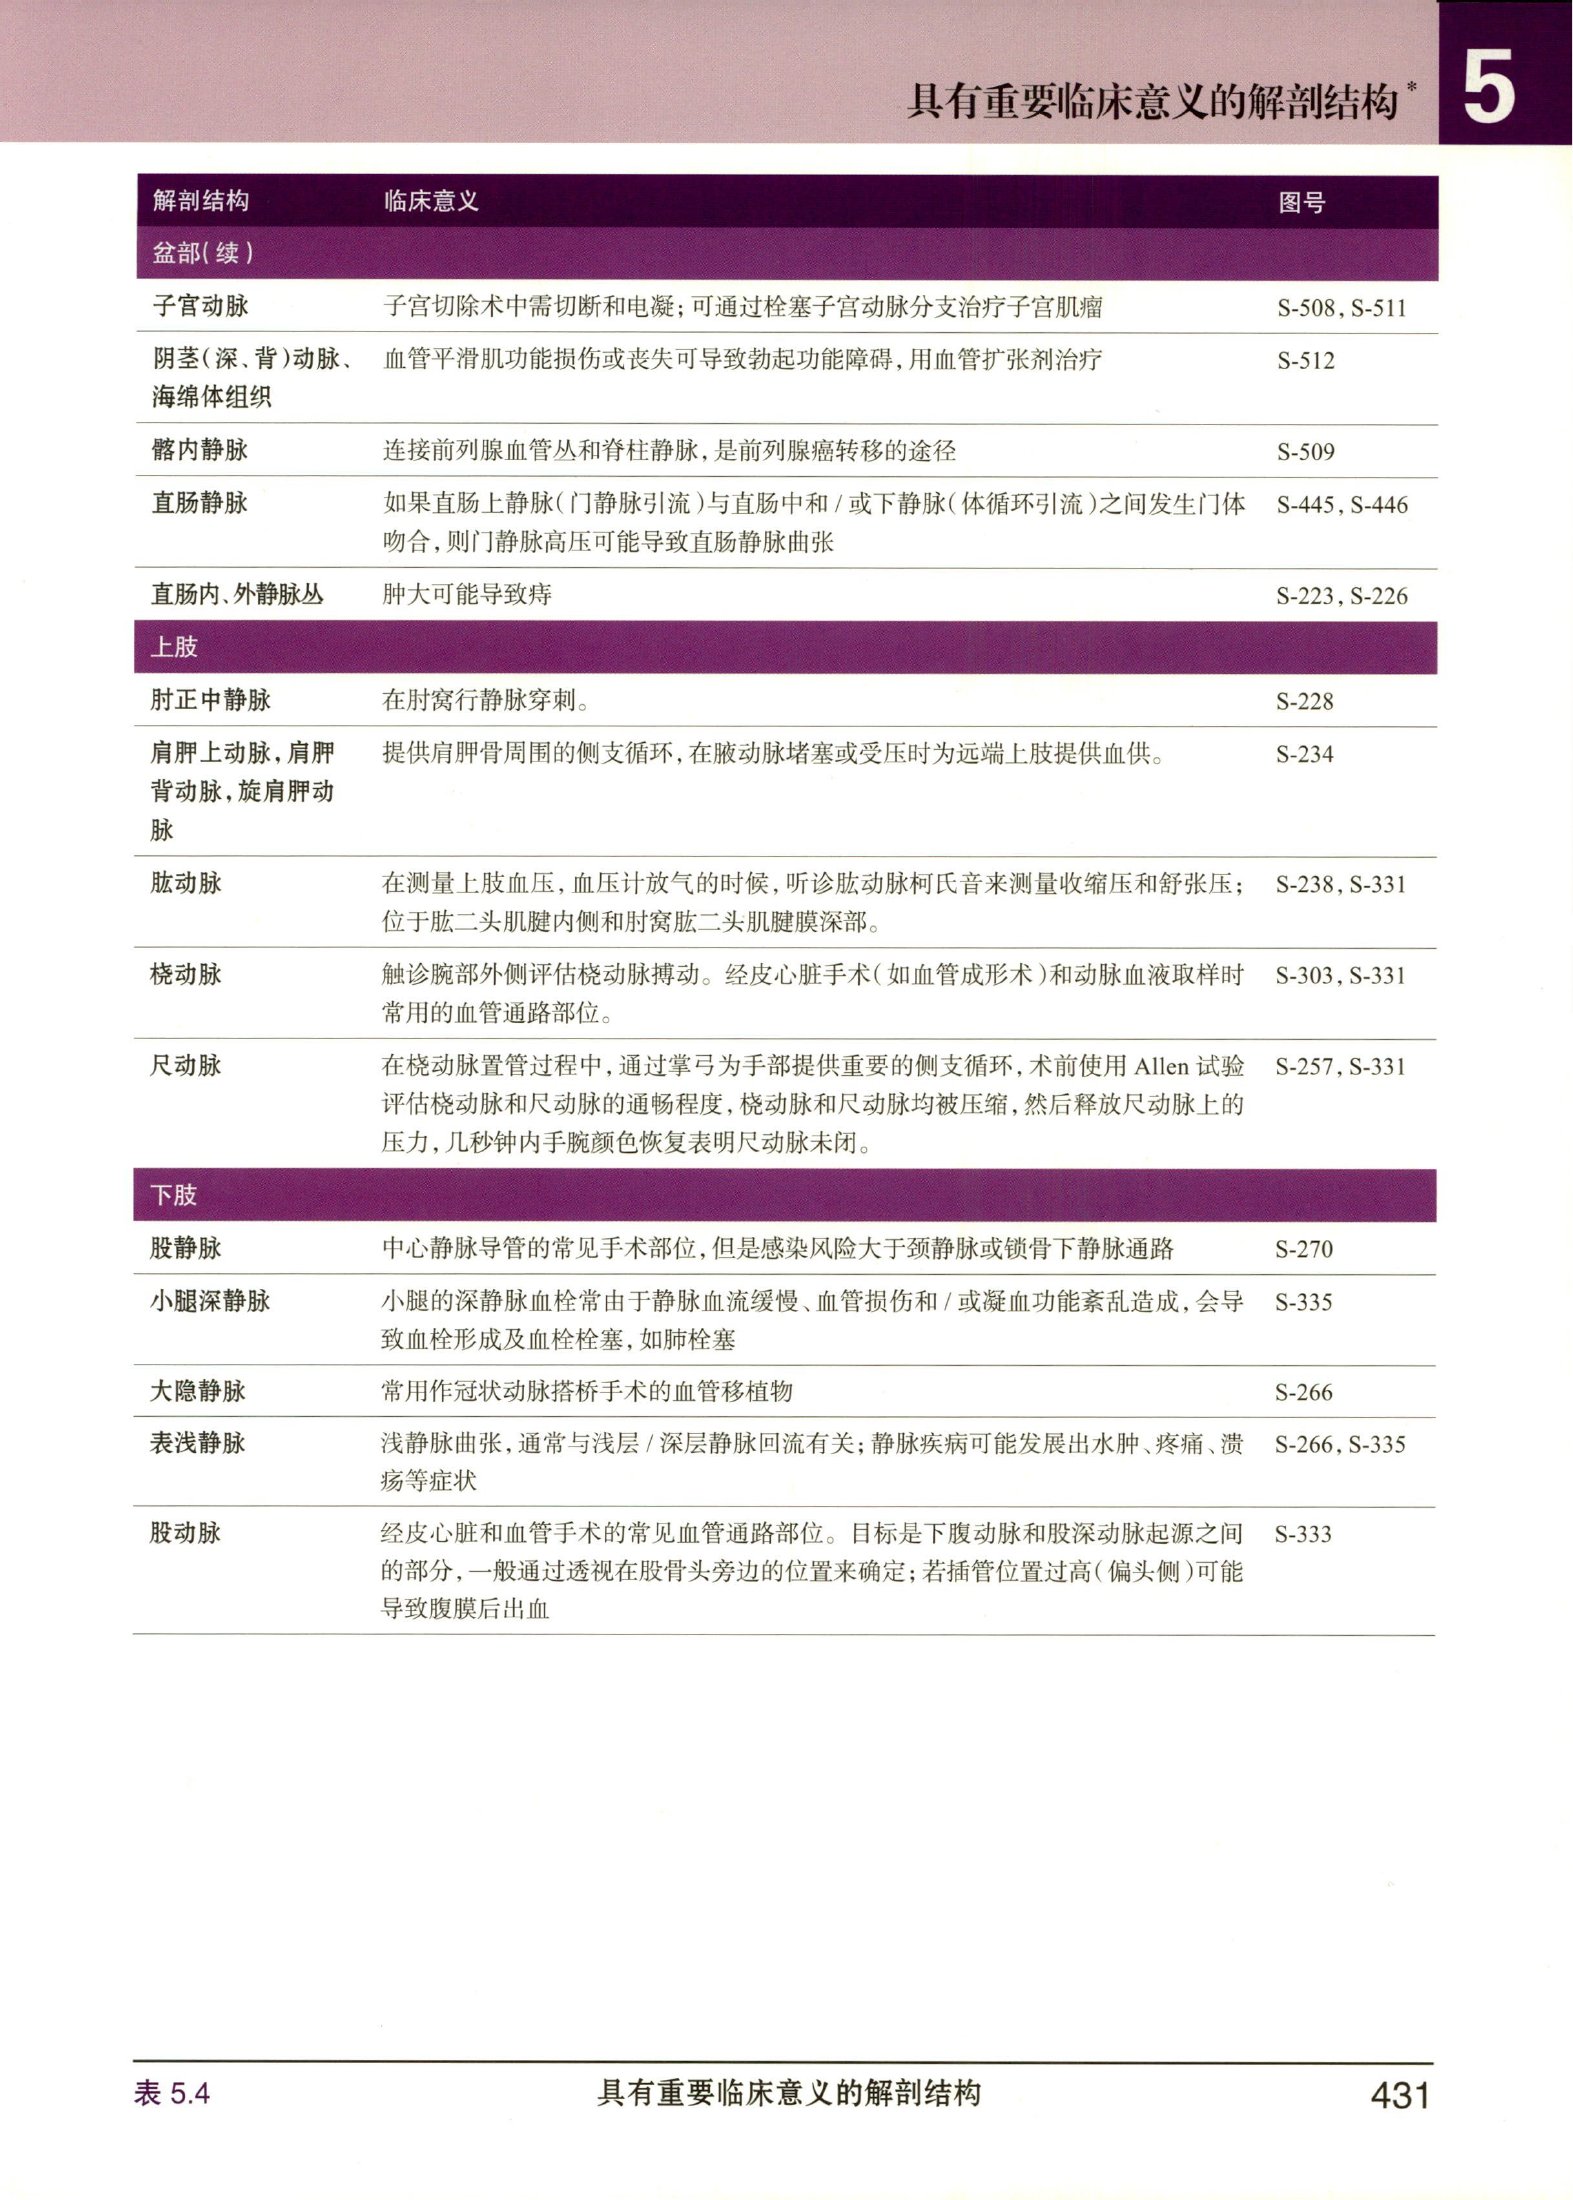 具有重要临床意义的解剖结构*
5
解剖结构 临床意义 图号
盆部(续)
子宫动脉 子宫切除术中需切断和电凝;可通过栓塞子宫动脉分支治疗子宫肌瘤 S-508, S-511
阴茎(深、背)动脉、 血管平滑肌功能损伤或丧失可导致勃起功能障碍,用血管扩张剂治疗 S-512
海绵体组织
髂内静脉 连接前列腺血管丛和脊柱静脉,是前列腺癌转移的途径 S-509
直肠静脉 如果直肠上静脉(门静脉引流)与直肠中和/或下静脉(体循环引流)之间发生门体 S-445, S-446
吻合,则门静脉高压可能导致直肠静脉曲张
直肠内、外静脉丛 肿大可能导致痔 S-223, S-226
上肢
肘正中静脉 在肘窝行静脉穿刺。 S-228
肩胛上动脉,肩胛 提供肩胛骨周围的侧支循环,在腋动脉堵塞或受压时为远端上肢提供血供。 S-234
背动脉,旋肩胛动
脉
肱动脉 在测量上肢血压,血压计放气的时候,听诊肱动脉柯氏音来测量收缩压和舒张压; S-238, S-331
位于肱二头肌腱内侧和肘窝肱二头肌腱膜深部。
桡动脉 触诊腕部外侧评估桡动脉搏动。经皮心脏手术(如血管成形术)和动脉血液取样时 S-303, S-331
常用的血管通路部位。
尺动脉 在桡动脉置管过程中,通过掌弓为手部提供重要的侧支循环,术前使用 Allen 试验 S-257, S-331
评估桡动脉和尺动脉的通畅程度,桡动脉和尺动脉均被压缩,然后释放尺动脉上的
压力,几秒钟内手腕颜色恢复表明尺动脉未闭。
下肢
股静脉 中心静脉导管的常见手术部位,但是感染风险大于颈静脉或锁骨下静脉通路 S-270
小腿深静脉 小腿的深静脉血栓常由于静脉血流缓慢、血管损伤和/或凝血功能紊乱造成,会导 S-335
致血栓形成及血栓栓塞,如肺栓塞
大隐静脉 常用作冠状动脉搭桥手术的血管移植物 S-266
表浅静脉 浅静脉曲张,通常与浅层/深层静脉回流有关;静脉疾病可能发展出水肿、疼痛、溃 S-266, S-335
疡等症状
股动脉 经皮心脏和血管手术的常见血管通路部位。目标是下腹动脉和股深动脉起源之间 S-333
的部分,一般通过透视在股骨头旁边的位置来确定;若插管位置过高(偏头侧)可能
导致腹膜后出血
表 5.4 具有重要临床意义的解剖结构 431